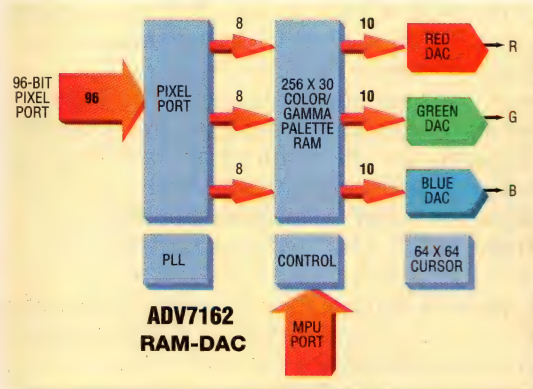 8
10
RED
DAC
R
96-BIT
PIXEL
PORT
96
PIXEL
PORT
8
256 X 30
COLOR/
GAMMA
PALETTE
RAM
10
GREEN
DAC
G
8
10
BLUE
DAC
B
PLL
CONTROL
64 X 64
CURSOR
ADV7162
RAM-DAC
MPU
PORT